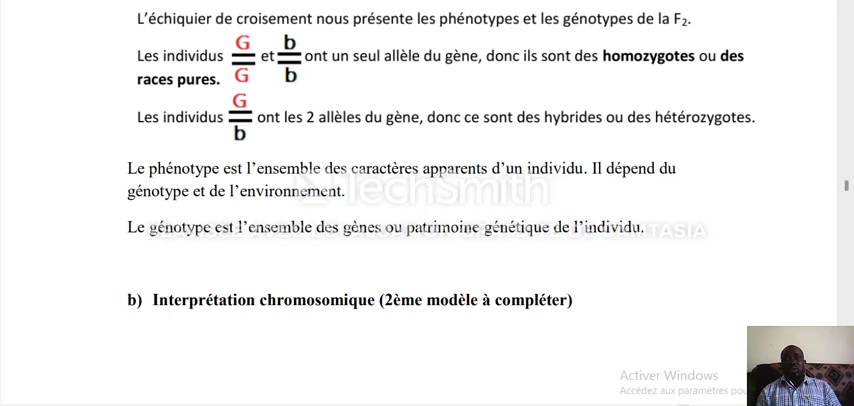 L'échiquier de croisement nous présente les phénotypes et les génotypes de la F₂.
Les individus G/G et b/b ont un seul allèle du gène, donc ils sont des homozygotes ou des
races pures.
Les individus G/b ont les 2 allèles du gène, donc ce sont des hybrides ou des hétérozygotes.
Le phénotype est l'ensemble des caractères apparents d'un individu. Il dépend du
génotype et de l'environnement.
TechSmith
Le génotype est l'ensemble des gènes ou patrimoine génétique de l'individu.
b) Interprétation chromosomique (2ème modèle à compléter)
Activer Windows
Accédez aux paramètres